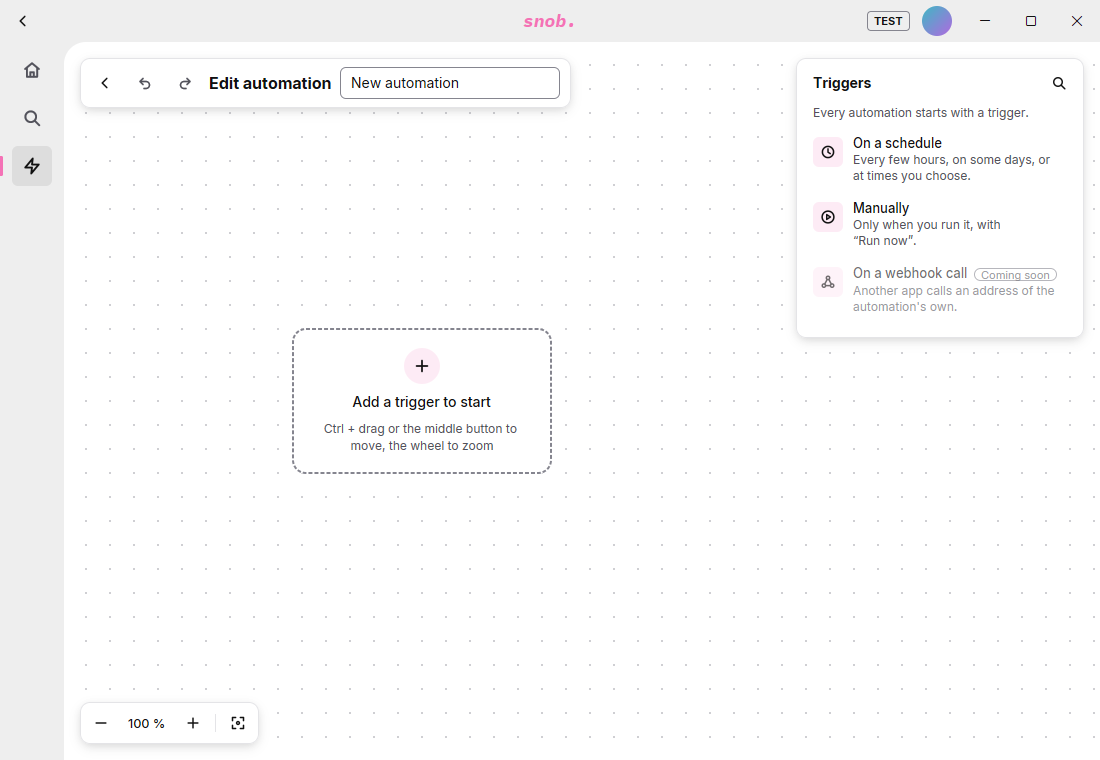 snob.
TEST
Edit automation
New automation
Triggers
Every automation starts with a trigger.
On a schedule
Every few hours, on some days, or
at times you choose.
Manually
Only when you run it, with
“Run now”.
On a webhook call
Coming soon
Another app calls an address of the
automation's own.
Add a trigger to start
Ctrl + drag or the middle button to
move, the wheel to zoom
100 %